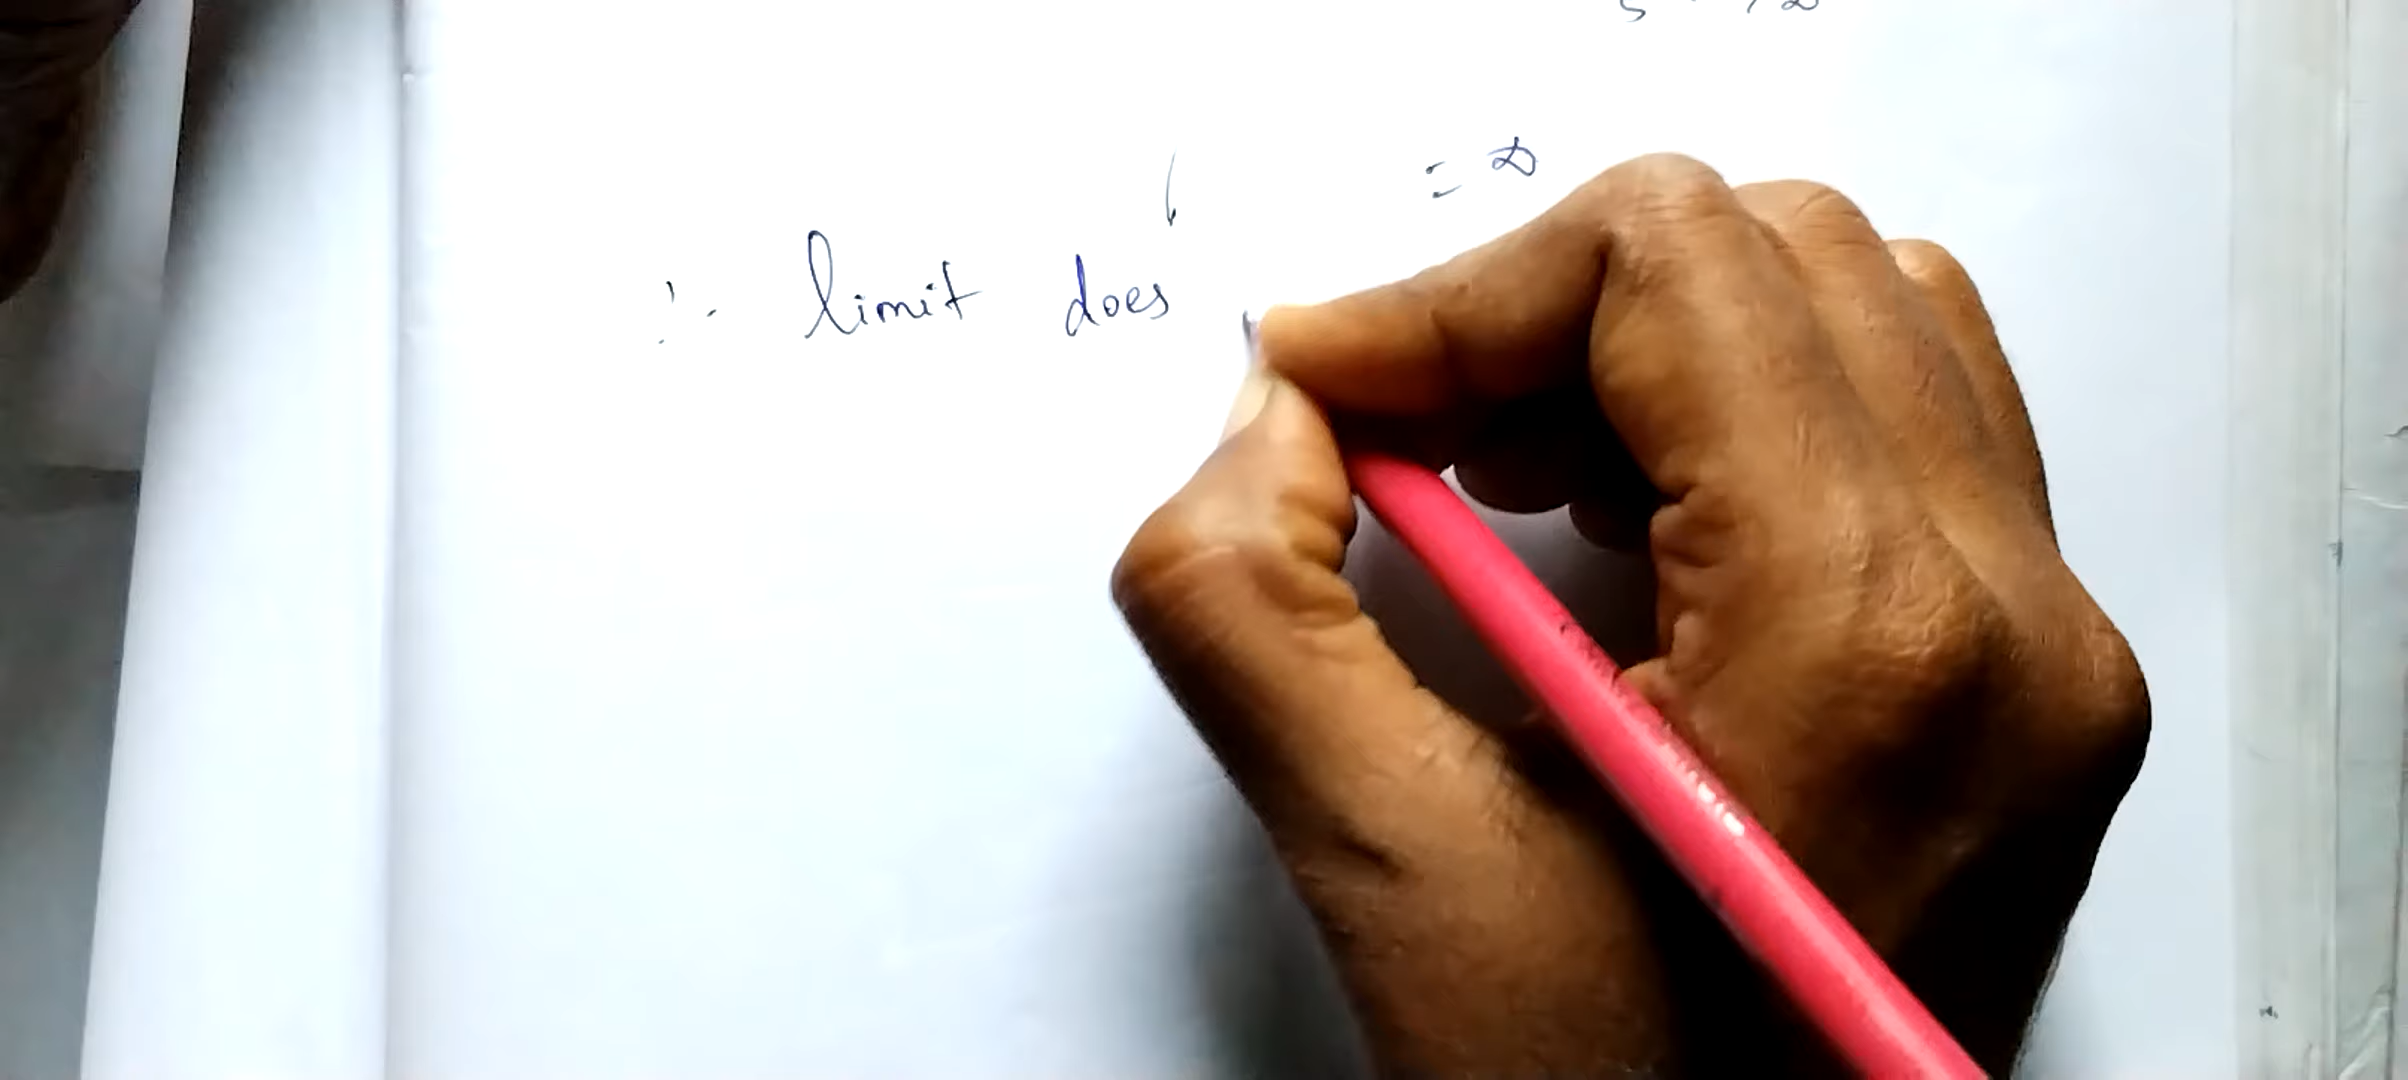 = ∞
∴ limit does